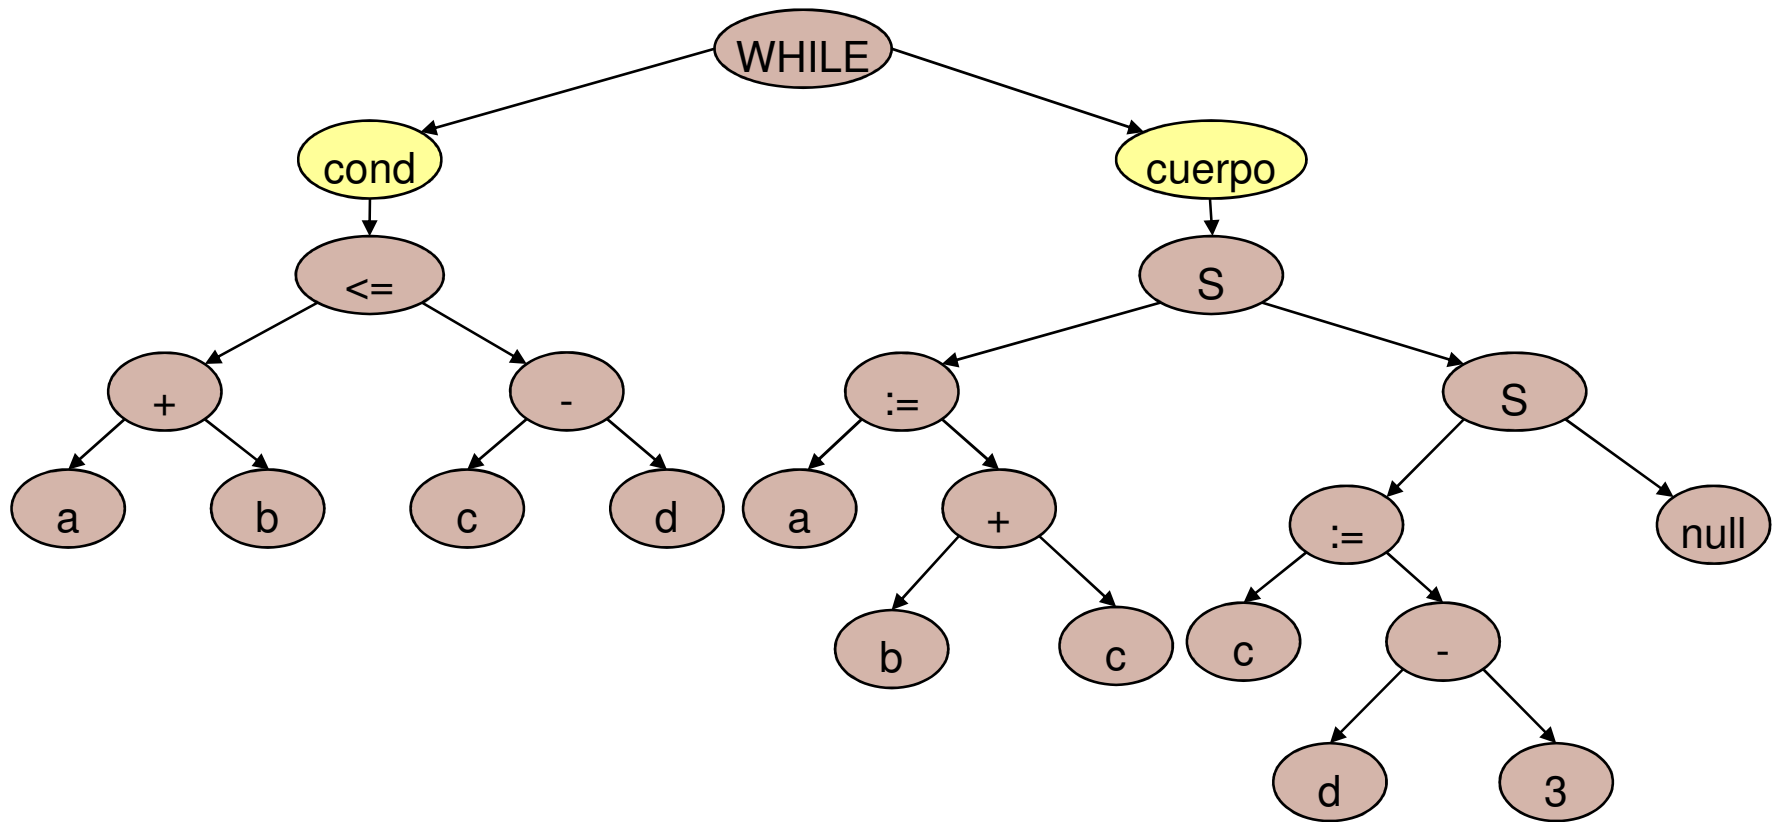 WHILE
cond
cuerpo
<=
S
+
-
:=
S
a
b
c
d
a
+
:=
null
b
c
c
-
d
3